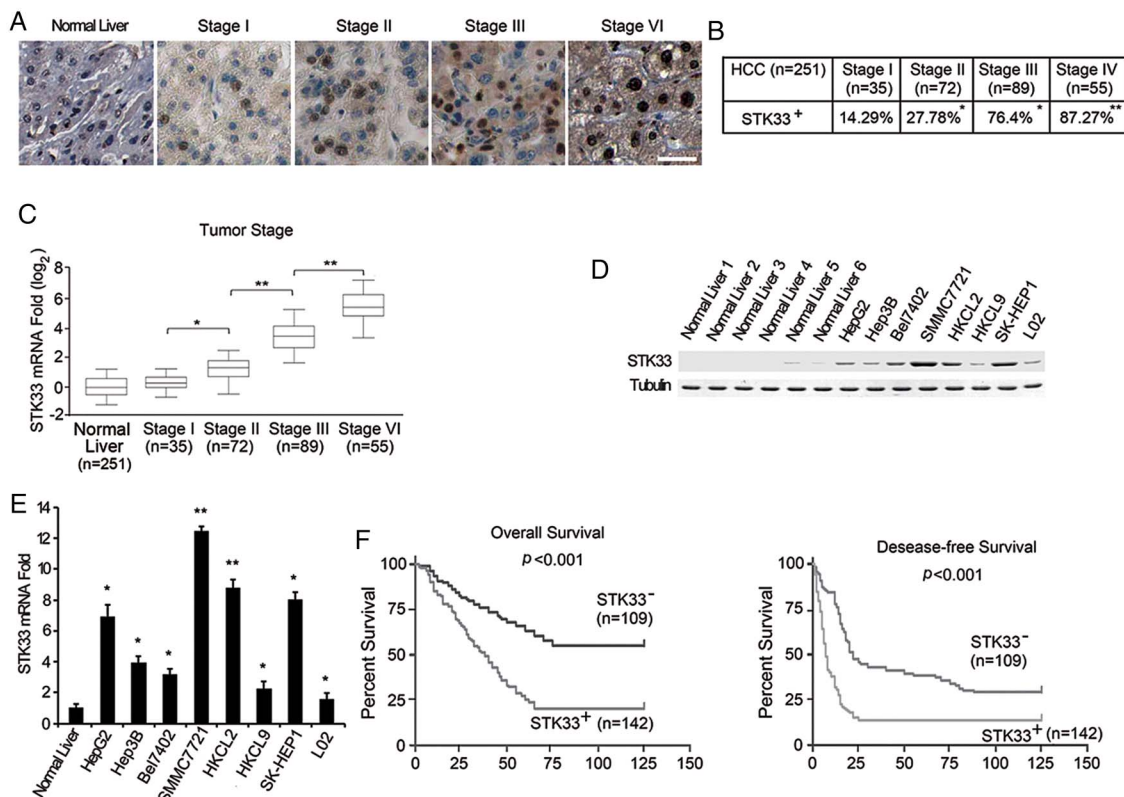 A
Normal Liver
Stage I
Stage II
Stage III
Stage VI
B
HCC (n=251)
Stage I
(n=35)
Stage II
(n=72)
Stage III
(n=89)
Stage IV
(n=55)
STK33+
14.29%
27.78%*
76.4% *
87.27%**
C
Tumor Stage
STK33 mRNA Fold (log2)
8
6
4
2
0
-2
*
**
**
Normal
Liver
(n=251)
Stage I
(n=35)
Stage II
(n=72)
Stage III
(n=89)
Stage VI
(n=55)
D
Normal Liver 1
Normal Liver 2
Normal Liver 3
Normal Liver 4
Normal Liver 5
Normal Liver 6
HepG2
Hep3B
Bel7402
SMMC7721
HKCL2
HKCL9
SK-HEP1
L02
STK33
Tubulin
E
STK33 mRNA Fold
14
12
10
8
6
4
2
0
*
*
*
**
**
*
*
*
Normal Liver
HepG2
Hep3B
Bel7402
SMMC7721
HKCL2
HKCL9
SK-HEP1
L02
F
Overall Survival
p<0.001
Percent Survival
100
75
50
25
0
STK33-
(n=109)
STK33+ (n=142)
0 25 50 75 100 125 150
Desease-free Survival
p<0.001
Percent Survival
100
75
50
25
0
STK33-
(n=109)
STK33+ (n=142)
0 25 50 75 100 125 150